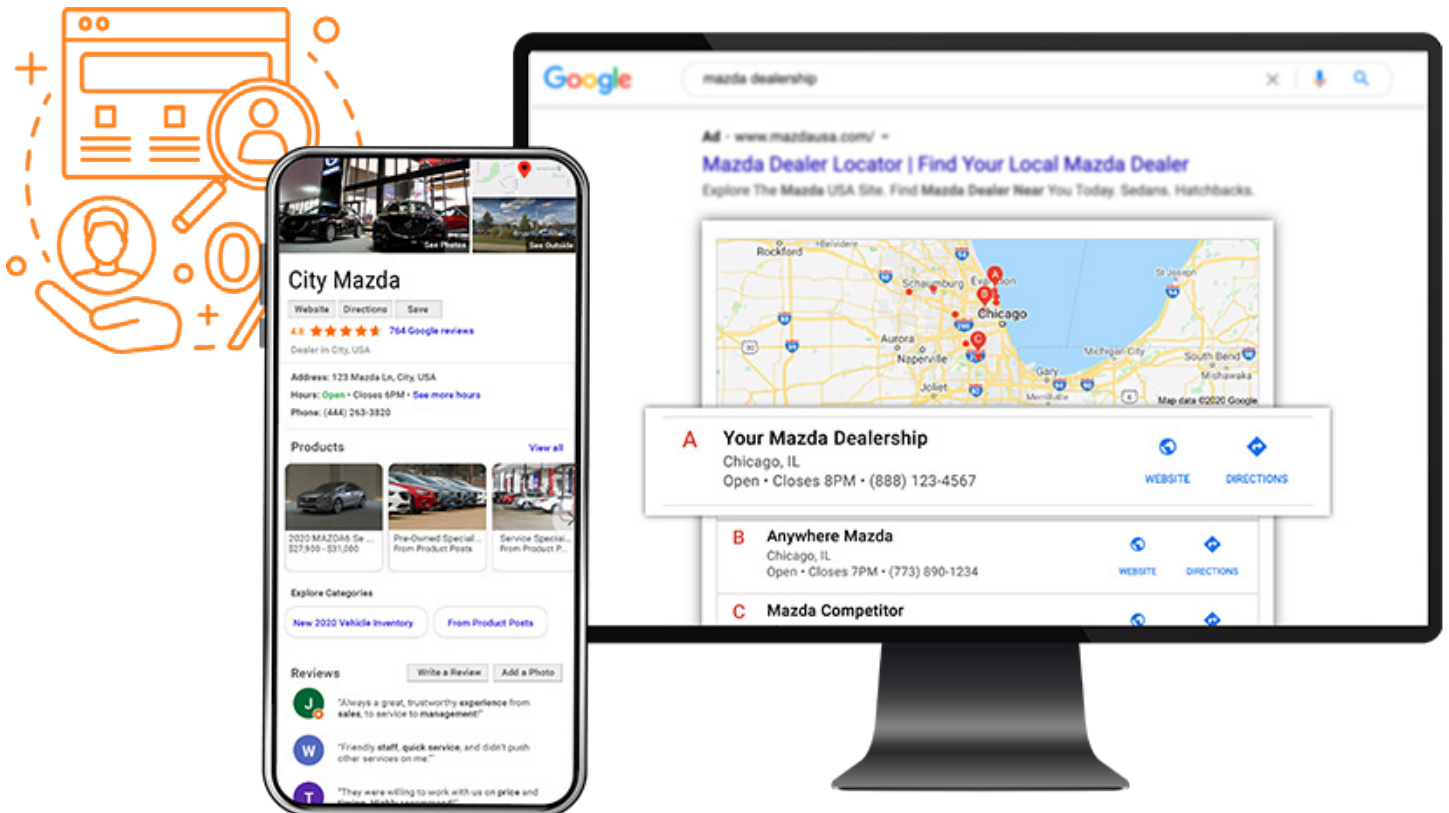 See Photos
See Outside
City Mazda
Website
Directions
Save
4.8
764 Google reviews
Dealer in City, USA
Address: 123 Mazda Ln, City, USA
Hours: Open • Closes 6PM • See more hours
Phone: (444) 263-3820
Products
View all
2020 MAZDA6 Se ...
$27,900 - $31,000
Pre-Owned Speciall...
From Product Posts
Service Special...
From Product P...
Explore Categories
New 2020 Vehicle Inventory
From Product Posts
Reviews
Write a Review
Add a Photo
J
"Always a great, trustworthy experience from
sales, to service to management!"
W
"Friendly staff, quick service, and didn't push
other services on me."
T
"They were willing to work with us on price and
Google
mazda dealership
Ad · www.mazdausa.com/
Mazda Dealer Locator | Find Your Local Mazda Dealer
Explore The Mazda USA Site. Find Mazda Dealer Near You Today. Sedans. Hatchbacks.
Rockford
Belvidere
Schaumburg
A
B
Chicago
St Joseph
Aurora
Naperville
C
Joliet
Gary
Michigan City
South Bend
Mishawaka
Merrillville
Map data ©2020 Google
A
Your Mazda Dealership
Chicago, IL
Open • Closes 8PM • (888) 123-4567
WEBSITE
DIRECTIONS
B
Anywhere Mazda
Chicago, IL
Open • Closes 7PM • (773) 890-1234
WEBSITE
DIRECTIONS
C
Mazda Competitor